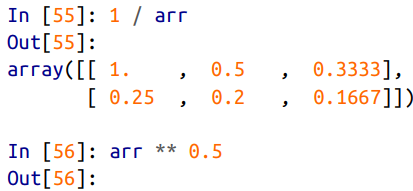 In [55]: 1 / arr
Out[55]:
array([[ 1.    ,  0.5   ,  0.3333],
       [ 0.25  ,  0.2   ,  0.1667]])
In [56]: arr ** 0.5
Out[56]: